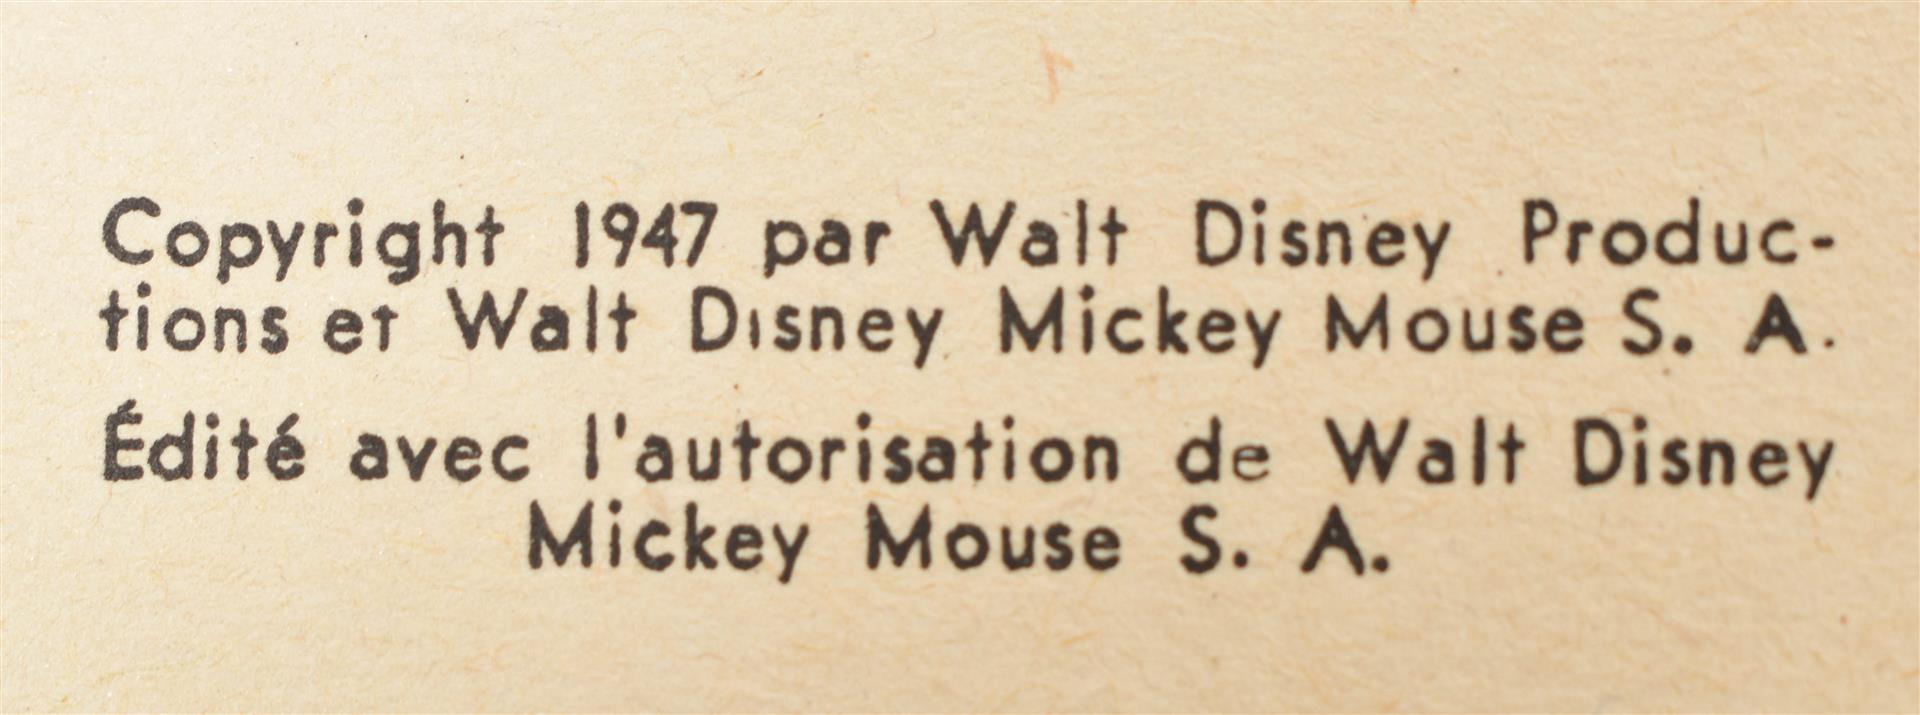 Copyright 1947 par Walt Disney Produc-
tions et Walt Disney Mickey Mouse S. A.
Édité avec l'autorisation de Walt Disney
Mickey Mouse S. A.